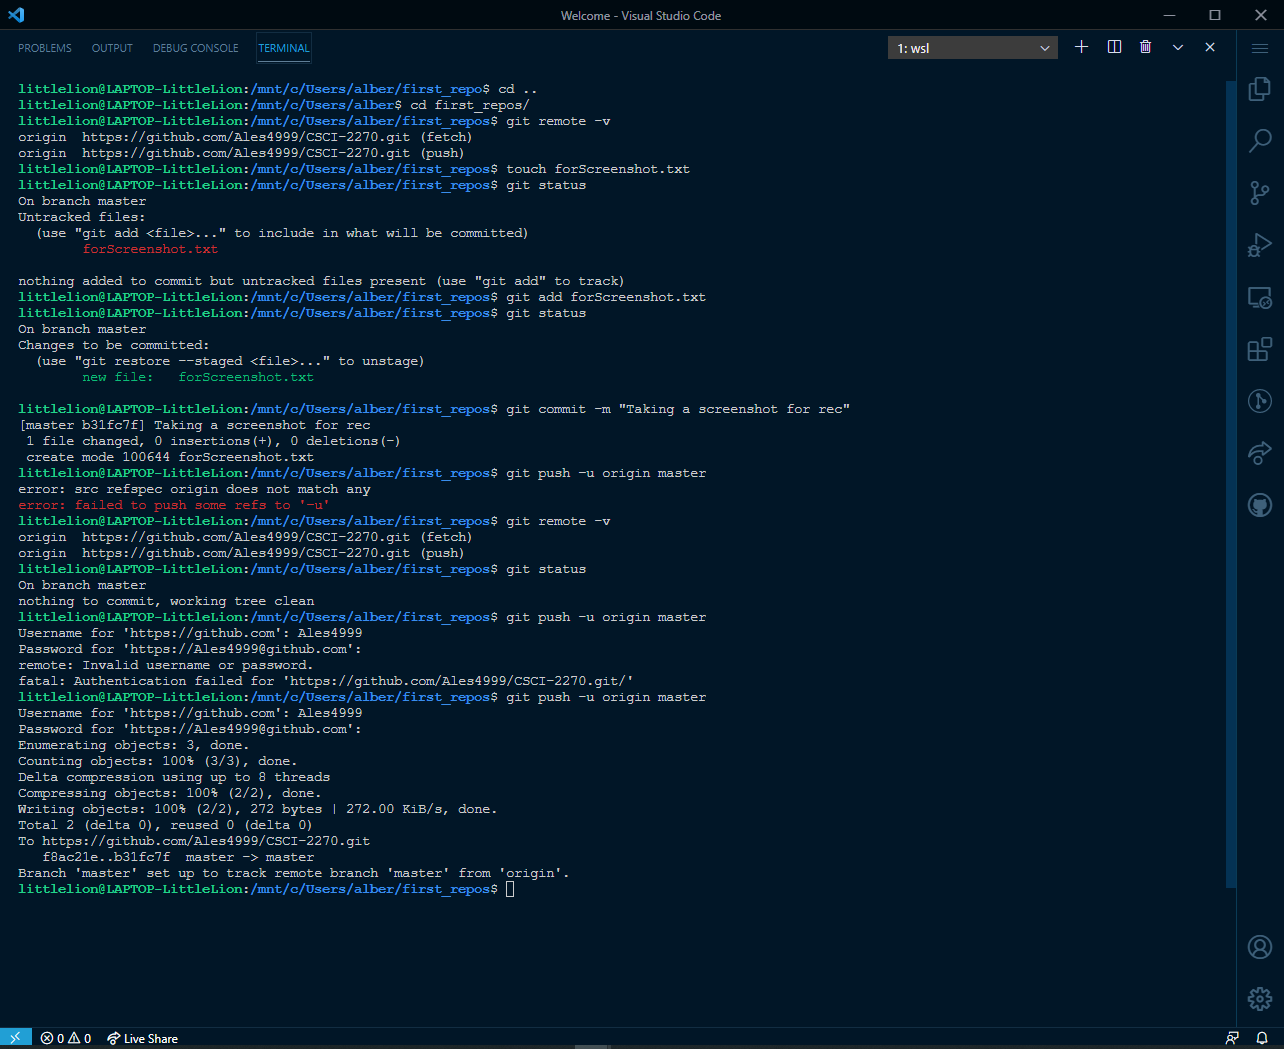 Welcome - Visual Studio Code
PROBLEMS OUTPUT DEBUG CONSOLE TERMINAL 1: wsl
littlelion@LAPTOP-LittleLion:/mnt/c/Users/alber/first_repo$ cd ..
littlelion@LAPTOP-LittleLion:/mnt/c/Users/alber$ cd first_repos/
littlelion@LAPTOP-LittleLion:/mnt/c/Users/alber/first_repos$ git remote -v
origin  https://github.com/Ales4999/CSCI-2270.git (fetch)
origin  https://github.com/Ales4999/CSCI-2270.git (push)
littlelion@LAPTOP-LittleLion:/mnt/c/Users/alber/first_repos$ touch forScreenshot.txt
littlelion@LAPTOP-LittleLion:/mnt/c/Users/alber/first_repos$ git status
On branch master
Untracked files:
  (use "git add <file>..." to include in what will be committed)
        forScreenshot.txt
nothing added to commit but untracked files present (use "git add" to track)
littlelion@LAPTOP-LittleLion:/mnt/c/Users/alber/first_repos$ git add forScreenshot.txt
littlelion@LAPTOP-LittleLion:/mnt/c/Users/alber/first_repos$ git status
On branch master
Changes to be committed:
  (use "git restore --staged <file>..." to unstage)
        new file:   forScreenshot.txt
littlelion@LAPTOP-LittleLion:/mnt/c/Users/alber/first_repos$ git commit -m "Taking a screenshot for rec"
[master b31fc7f] Taking a screenshot for rec
 1 file changed, 0 insertions(+), 0 deletions(-)
 create mode 100644 forScreenshot.txt
littlelion@LAPTOP-LittleLion:/mnt/c/Users/alber/first_repos$ git push -u origin master
error: src refspec origin does not match any
error: failed to push some refs to '-u'
littlelion@LAPTOP-LittleLion:/mnt/c/Users/alber/first_repos$ git remote -v
origin  https://github.com/Ales4999/CSCI-2270.git (fetch)
origin  https://github.com/Ales4999/CSCI-2270.git (push)
littlelion@LAPTOP-LittleLion:/mnt/c/Users/alber/first_repos$ git status
On branch master
nothing to commit, working tree clean
littlelion@LAPTOP-LittleLion:/mnt/c/Users/alber/first_repos$ git push -u origin master
Username for 'https://github.com': Ales4999
Password for 'https://Ales4999@github.com':
remote: Invalid username or password.
fatal: Authentication failed for 'https://github.com/Ales4999/CSCI-2270.git/'
littlelion@LAPTOP-LittleLion:/mnt/c/Users/alber/first_repos$ git push -u origin master
Username for 'https://github.com': Ales4999
Password for 'https://Ales4999@github.com':
Enumerating objects: 3, done.
Counting objects: 100% (3/3), done.
Delta compression using up to 8 threads
Compressing objects: 100% (2/2), done.
Writing objects: 100% (2/2), 272 bytes | 272.00 KiB/s, done.
Total 2 (delta 0), reused 0 (delta 0)
To https://github.com/Ales4999/CSCI-2270.git
   f8ac21e..b31fc7f  master -> master
Branch 'master' set up to track remote branch 'master' from 'origin'.
littlelion@LAPTOP-LittleLion:/mnt/c/Users/alber/first_repos$
0 0 Live Share